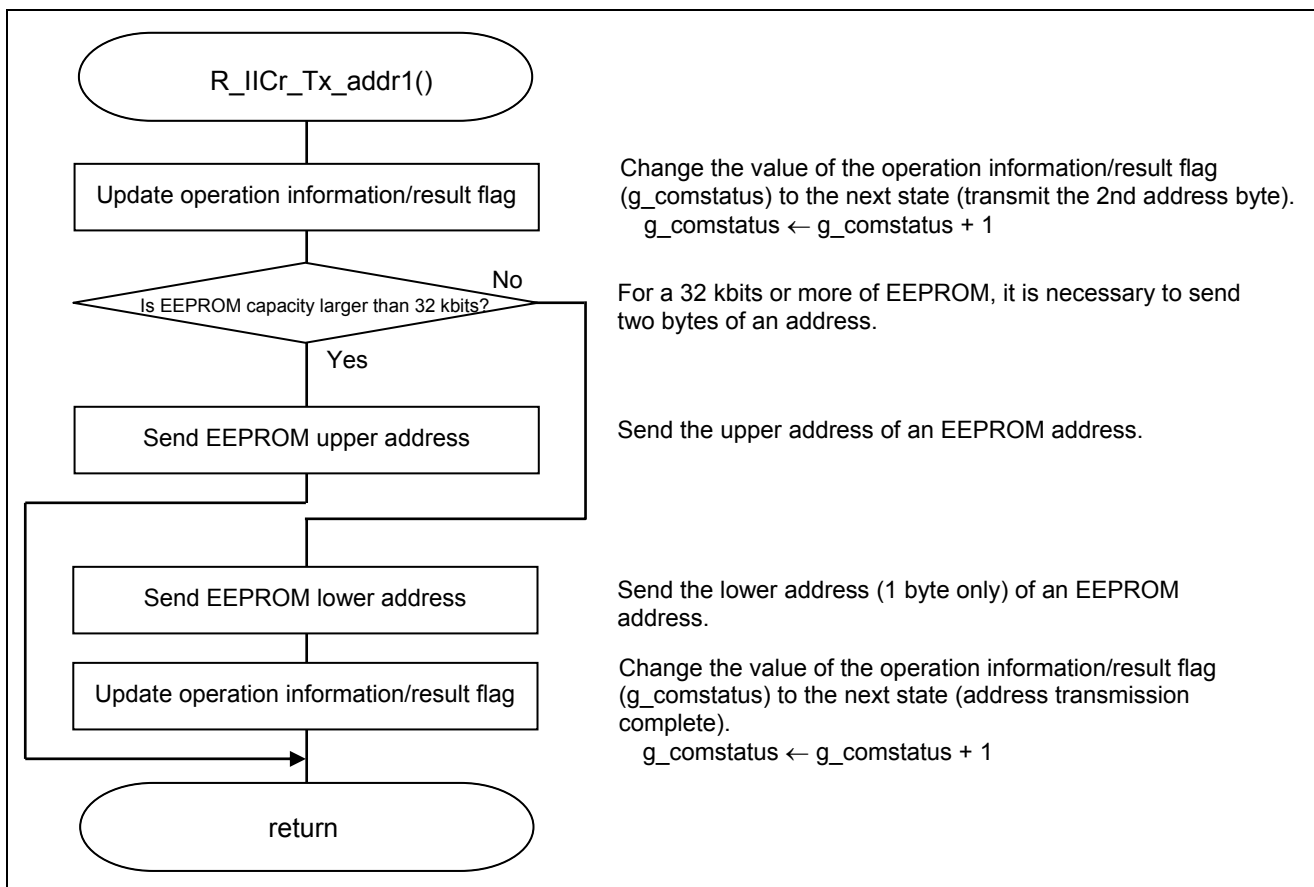 R_IICr_Tx_addr1()
Update operation information/result flag
Change the value of the operation information/result flag
(g_comstatus) to the next state (transmit the 2nd address byte).
g_comstatus ← g_comstatus + 1
Is EEPROM capacity larger than 32 kbits?
No
For a 32 kbits or more of EEPROM, it is necessary to send
two bytes of an address.
Yes
Send EEPROM upper address
Send the upper address of an EEPROM address.
Send EEPROM lower address
Send the lower address (1 byte only) of an EEPROM
address.
Update operation information/result flag
Change the value of the operation information/result flag
(g_comstatus) to the next state (address transmission
complete).
g_comstatus ← g_comstatus + 1
return